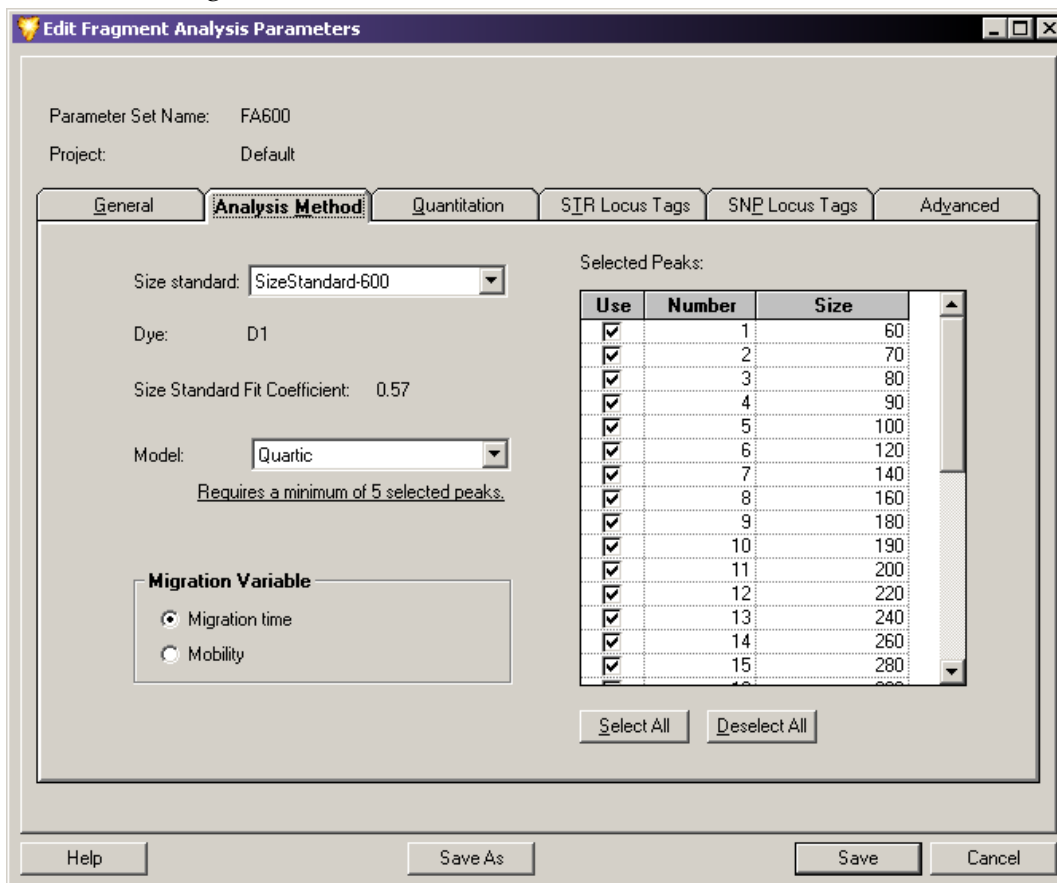 Edit Fragment Analysis Parameters
Parameter Set Name: FA600
Project: Default
General Analysis Method Quantitation STR Locus Tags SNP Locus Tags Advanced
Size standard: SizeStandard-600
Dye: D1
Size Standard Fit Coefficient: 0.57
Model: Quartic
Requires a minimum of 5 selected peaks.
Migration Variable
Migration time
Mobility
Selected Peaks:
Use Number Size
1 60
2 70
3 80
4 90
5 100
6 120
7 140
8 160
9 180
10 190
11 200
12 220
13 240
14 260
15 280
Select All Deselect All
Help Save As Save Cancel